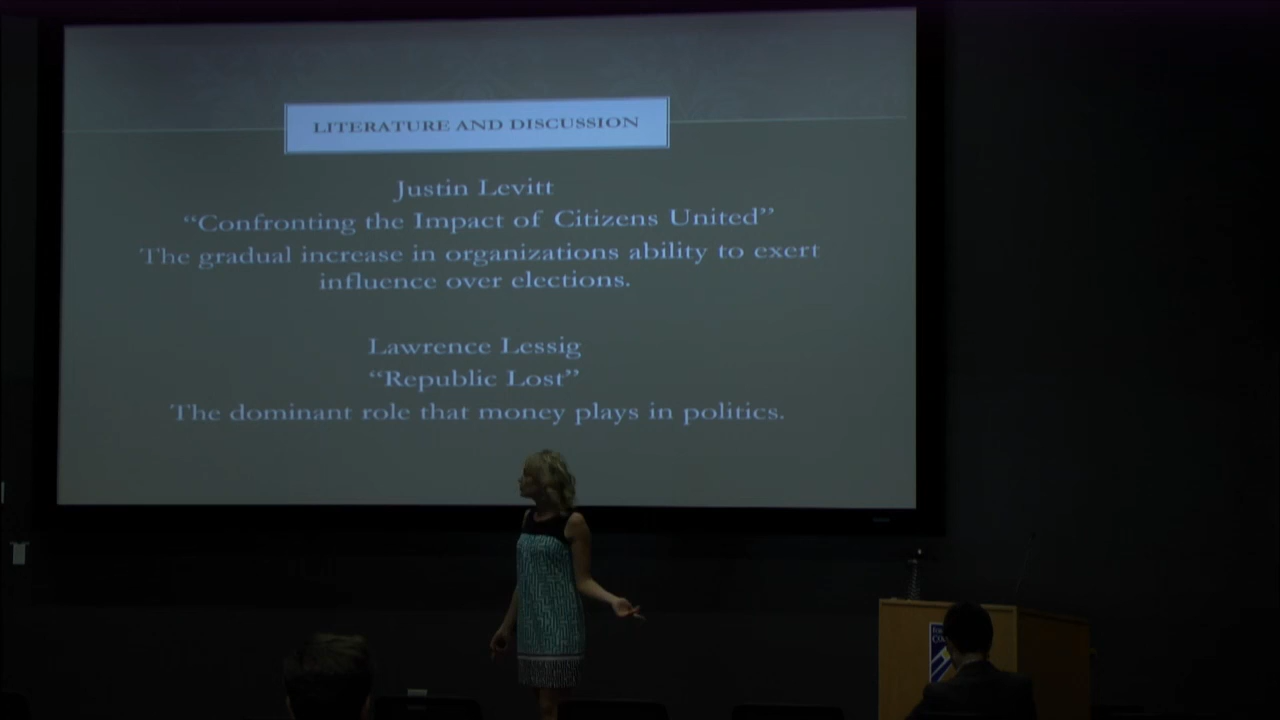 LITERATURE AND DISCUSSION
Justin Levitt
“Confronting the Impact of Citizens United”
The gradual increase in organizations ability to exert
influence over elections.
Lawrence Lessig
“Republic Lost”
The dominant role that money plays in politics.